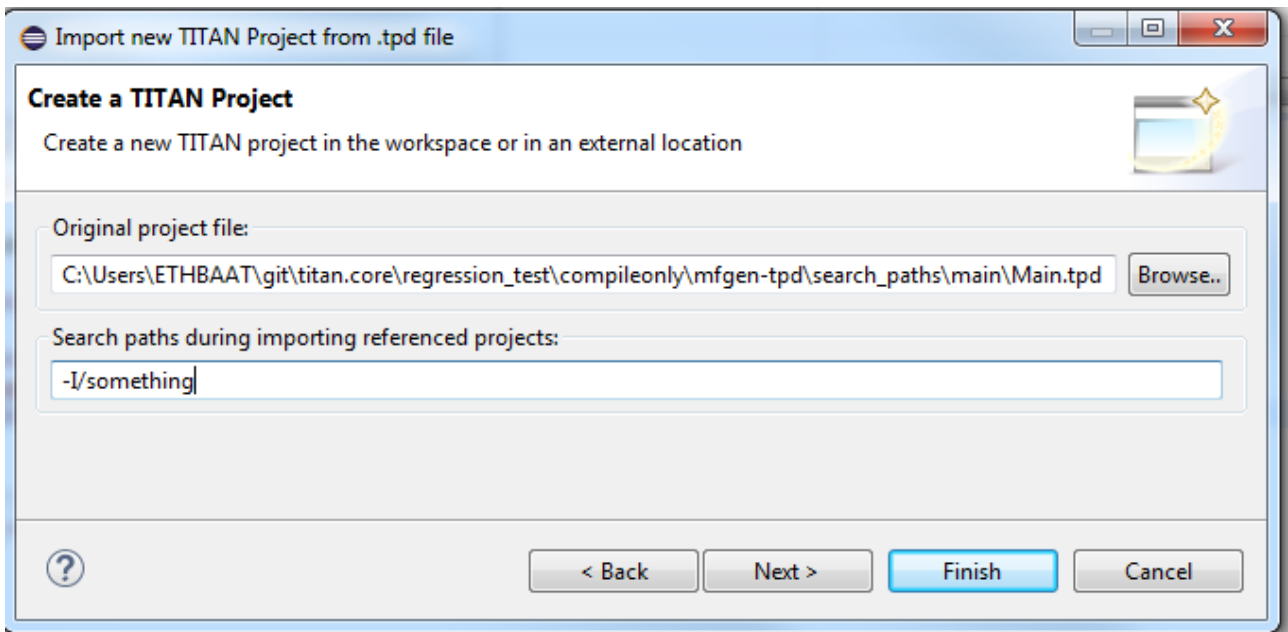 Import new TITAN Project from .tpd file
Create a TITAN Project
Create a new TITAN project in the workspace or in an external location
Original project file:
C:\Users\ETHBAAT\git\titan.core\regression_test\compileonly\mfgen-tpd\search_paths\main\Main.tpd Browse..
Search paths during importing referenced projects:
-I/something
? < Back Next > Finish Cancel